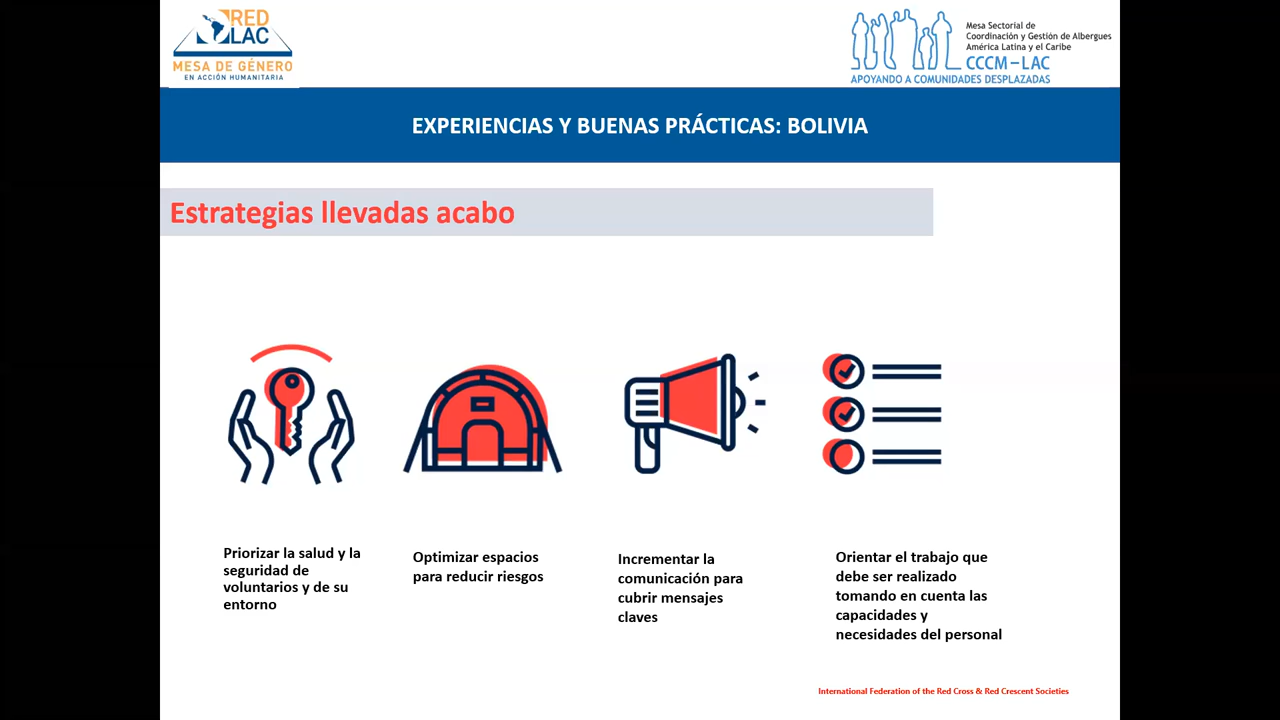 RED
LAC
MESA DE GÉNERO
EN ACCIÓN HUMANITARIA
Mesa Sectorial de
Coordinación y Gestión de Albergues
América Latina y el Caribe
CCCM-LAC
APOYANDO A COMUNIDADES DESPLAZADAS
EXPERIENCIAS Y BUENAS PRÁCTICAS: BOLIVIA
Estrategias llevadas acabo
Priorizar la salud y la
seguridad de
voluntarios y de su
entorno
Optimizar espacios
para reducir riesgos
Incrementar la
comunicación para
cubrir mensajes
claves
Orientar el trabajo que
debe ser realizado
tomando en cuenta las
capacidades y
necesidades del personal
International Federation of the Red Cross & Red Crescent Societies